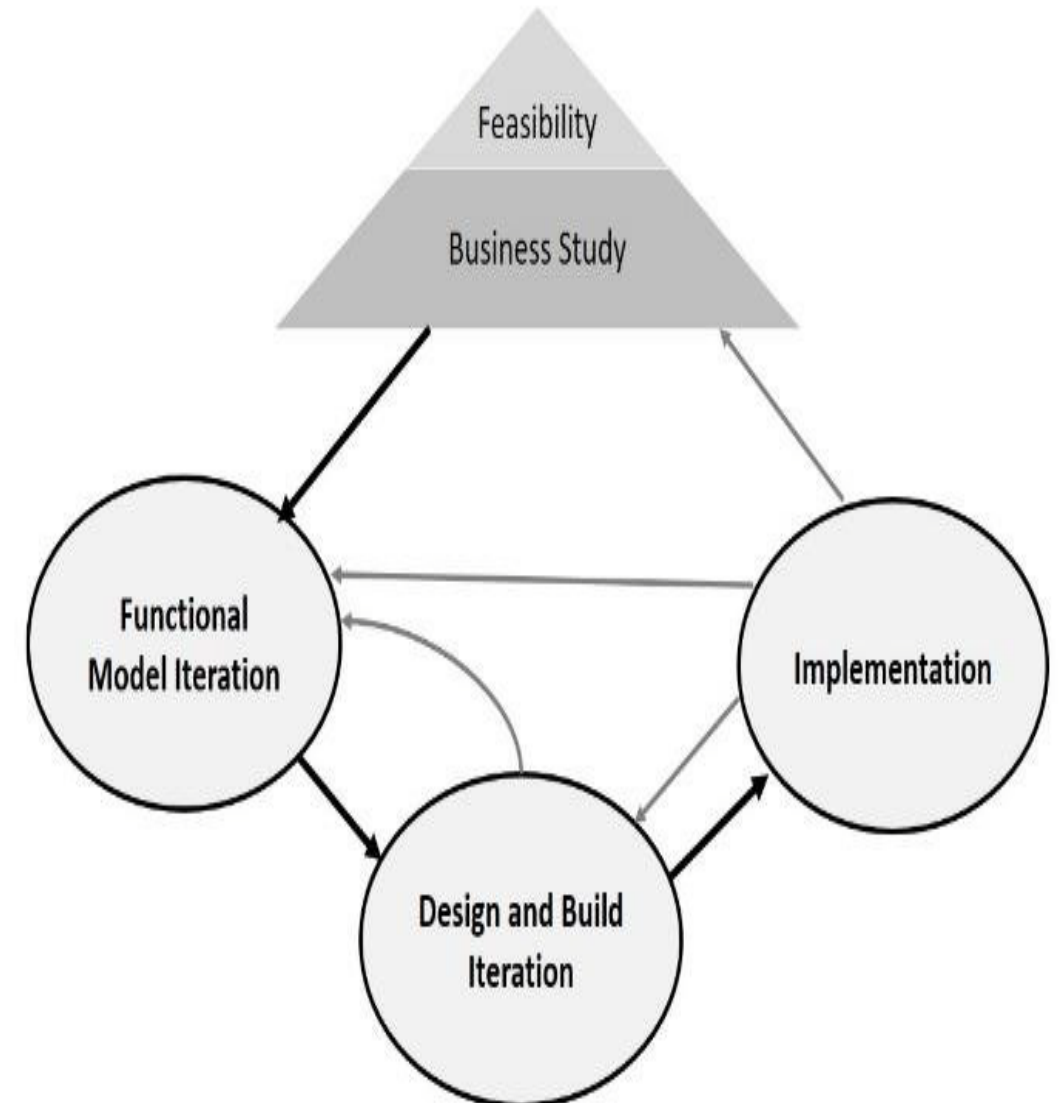 Feasibility
Business Study
Functional
Model Iteration
Implementation
Design and Build
Iteration